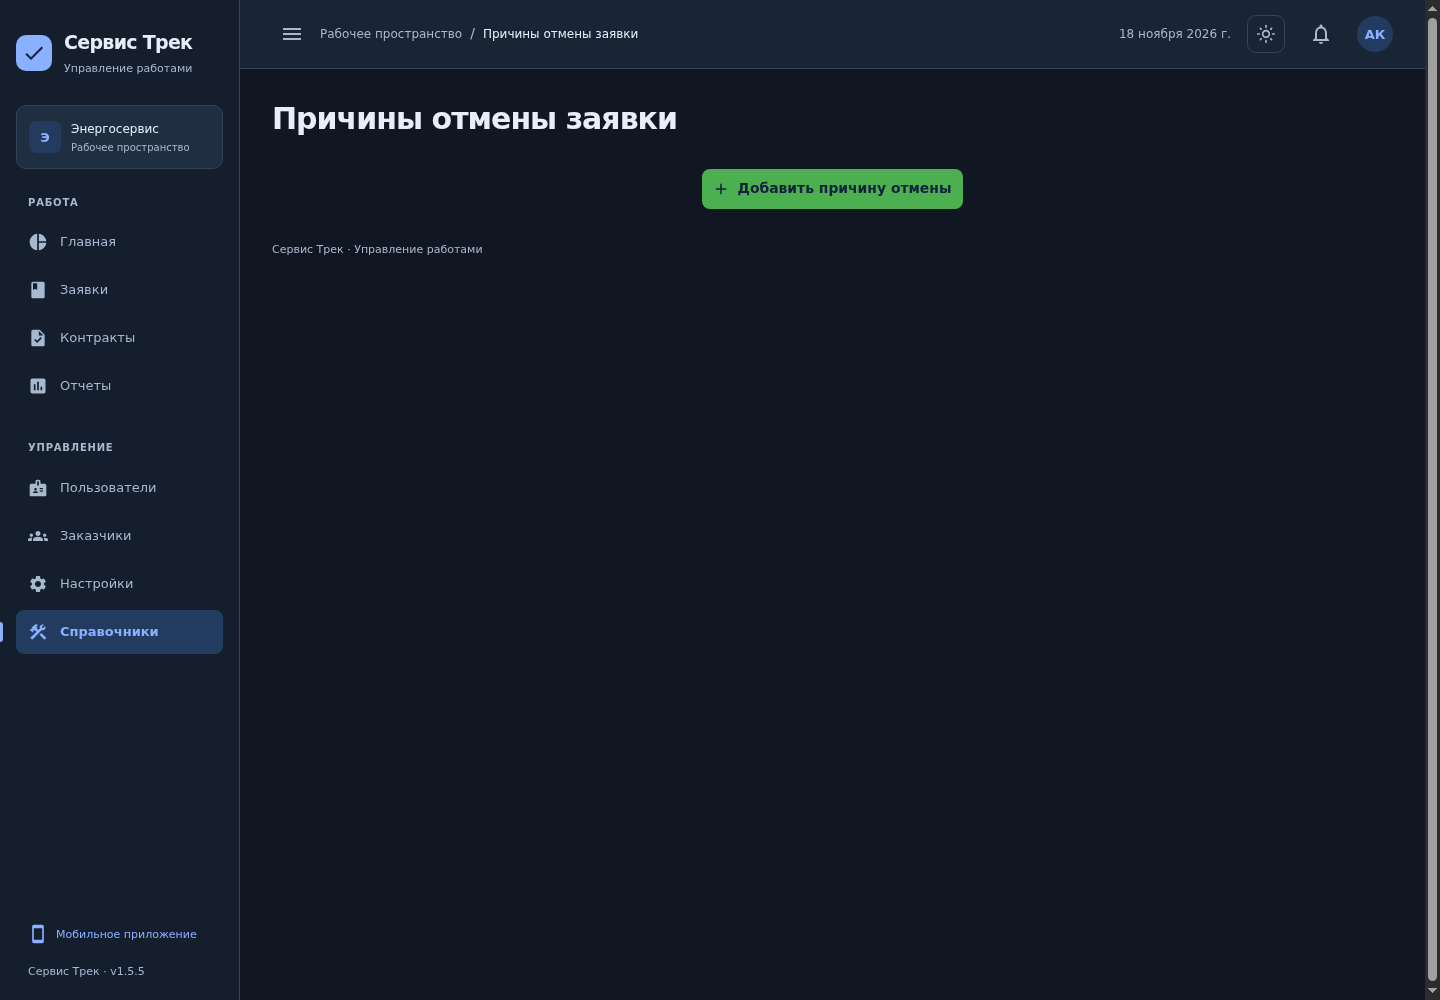 Сервис Трек
Управление работами
Э
Энергосервис
Рабочее пространство
РАБОТА
Главная
Заявки
Контракты
Отчеты
УПРАВЛЕНИЕ
Пользователи
Заказчики
Настройки
Справочники
Мобильное приложение
Сервис Трек · v1.5.5
Рабочее пространство / Причины отмены заявки
18 ноября 2026 г.
АК
Причины отмены заявки
+ Добавить причину отмены
Сервис Трек · Управление работами